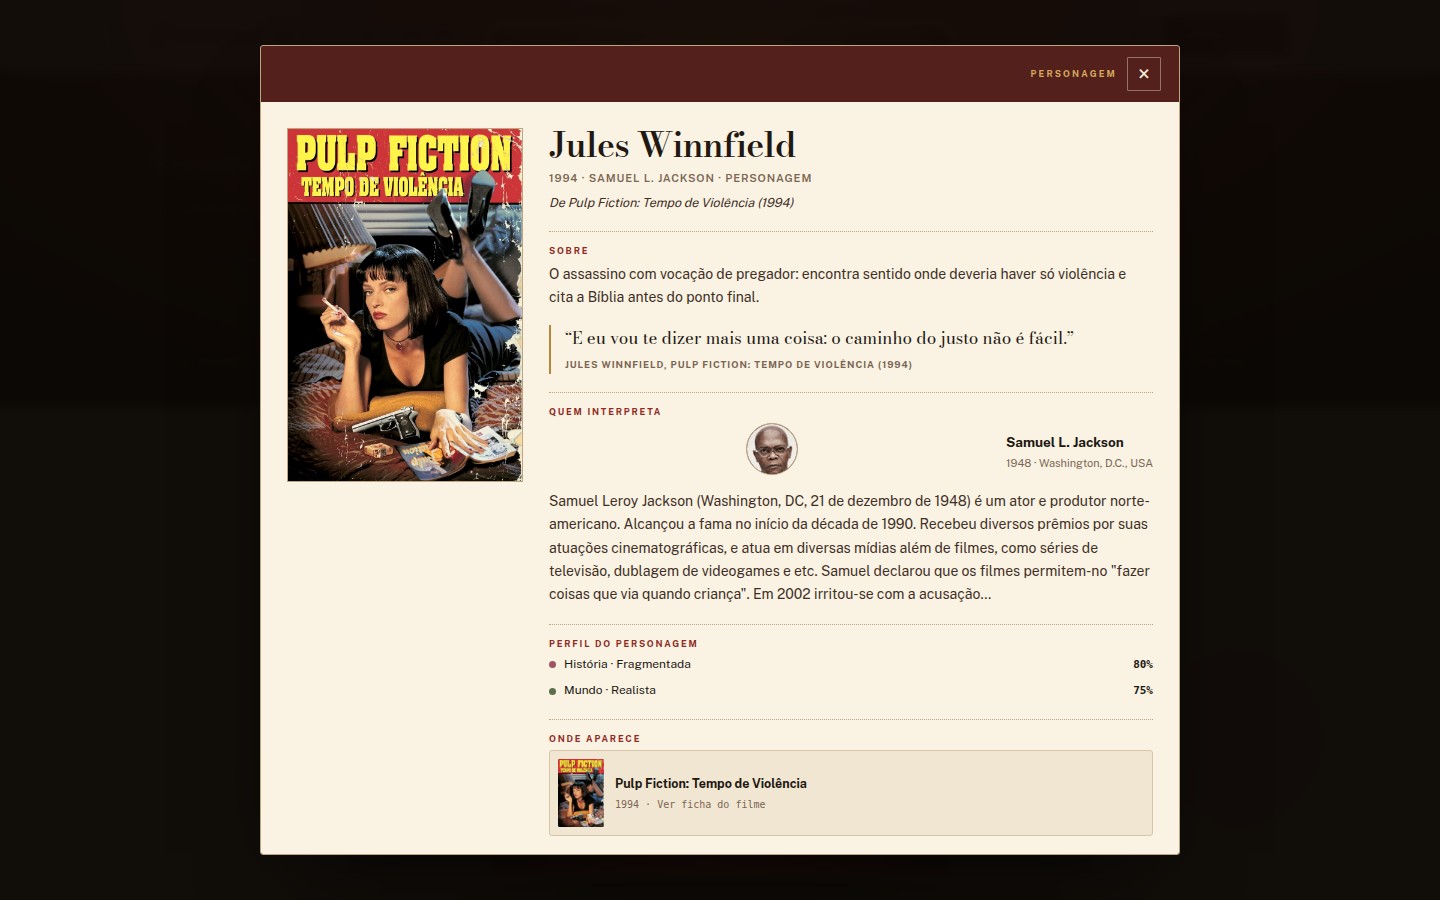 PERSONAGEM
×
PULP FICTION
TEMPO DE VIOLÊNCIA
Jules Winnfield
1994 · SAMUEL L. JACKSON · PERSONAGEM
De Pulp Fiction: Tempo de Violência (1994)
SOBRE
O assassino com vocação de pregador: encontra sentido onde deveria haver só violência e
cita a Bíblia antes do ponto final.
“E eu vou te dizer mais uma coisa: o caminho do justo não é fácil.”
JULES WINNFIELD, PULP FICTION: TEMPO DE VIOLÊNCIA (1994)
QUEM INTERPRETA
Samuel L. Jackson
1948 · Washington, D.C., USA
Samuel Leroy Jackson (Washington, DC, 21 de dezembro de 1948) é um ator e produtor norte-
americano. Alcançou a fama no início da década de 1990. Recebeu diversos prêmios por suas
atuações cinematográficas, e atua em diversas mídias além de filmes, como séries de
televisão, dublagem de videogames e etc. Samuel declarou que os filmes permitem-no "fazer
coisas que via quando criança". Em 2002 irritou-se com a acusação...
PERFIL DO PERSONAGEM
História · Fragmentada 80%
Mundo · Realista 75%
ONDE APARECE
PULP FICTION
TEMPO DE VIOLÊNCIA
Pulp Fiction: Tempo de Violência
1994 · Ver ficha do filme